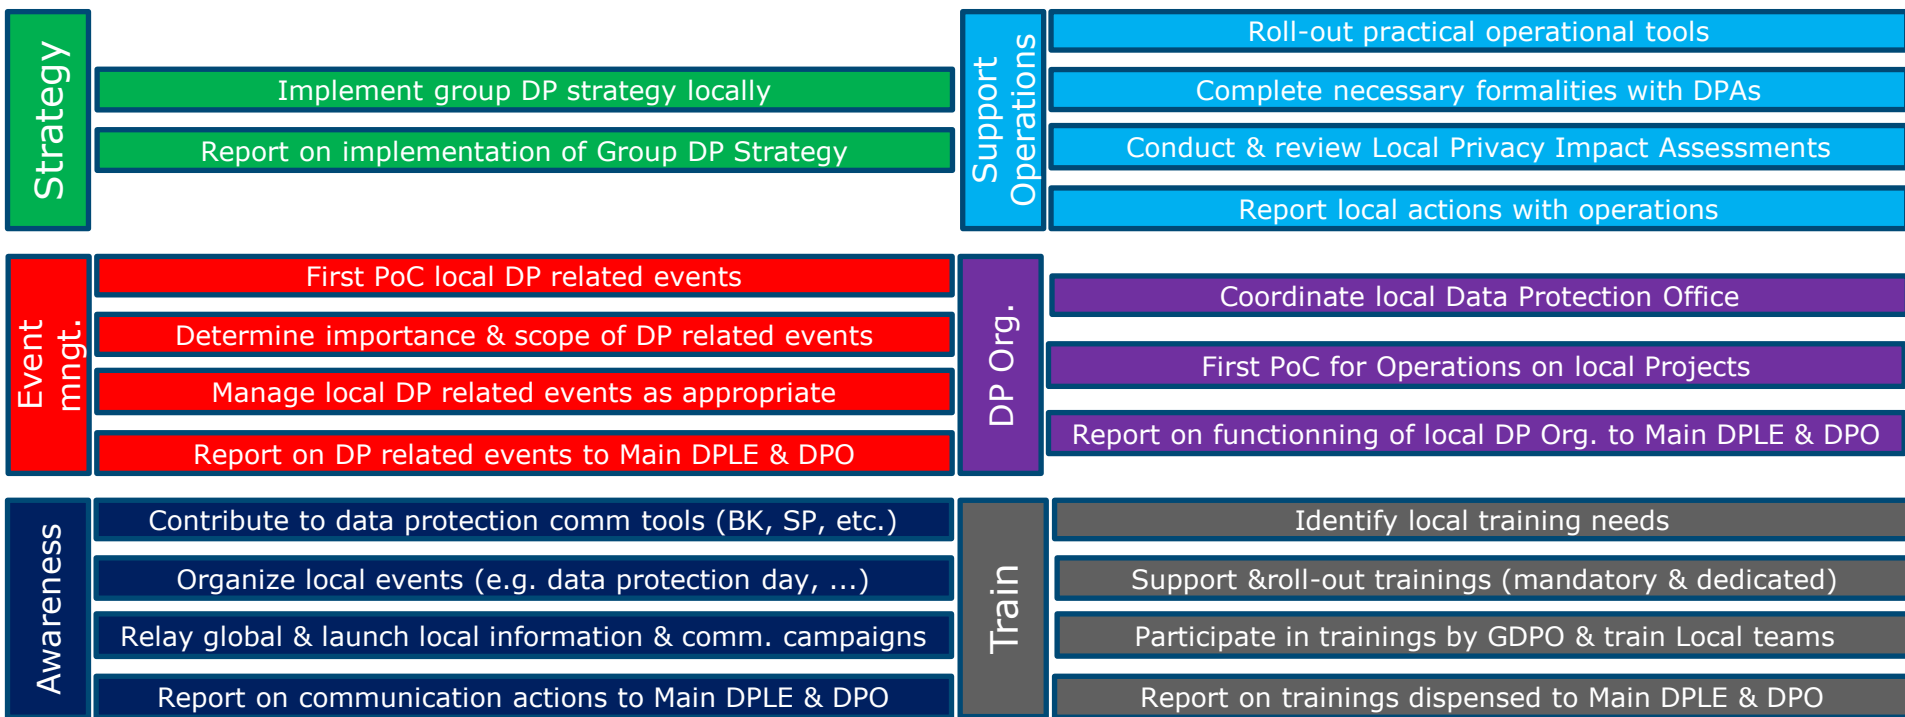 Strategy
Implement group DP strategy locally
Report on implementation of Group DP Strategy
Support
Operations
Roll-out practical operational tools
Complete necessary formalities with DPAs
Conduct & review Local Privacy Impact Assessments
Report local actions with operations
Event
mngt.
First PoC local DP related events
Determine importance & scope of DP related events
Manage local DP related events as appropriate
Report on DP related events to Main DPLE & DPO
DP Org.
Coordinate local Data Protection Office
First PoC for Operations on local Projects
Report on functionning of local DP Org. to Main DPLE & DPO
Awareness
Contribute to data protection comm tools (BK, SP, etc.)
Organize local events (e.g. data protection day, ...)
Relay global & launch local information & comm. campaigns
Report on communication actions to Main DPLE & DPO
Train
Identify local training needs
Support &roll-out trainings (mandatory & dedicated)
Participate in trainings by GDPO & train Local teams
Report on trainings dispensed to Main DPLE & DPO